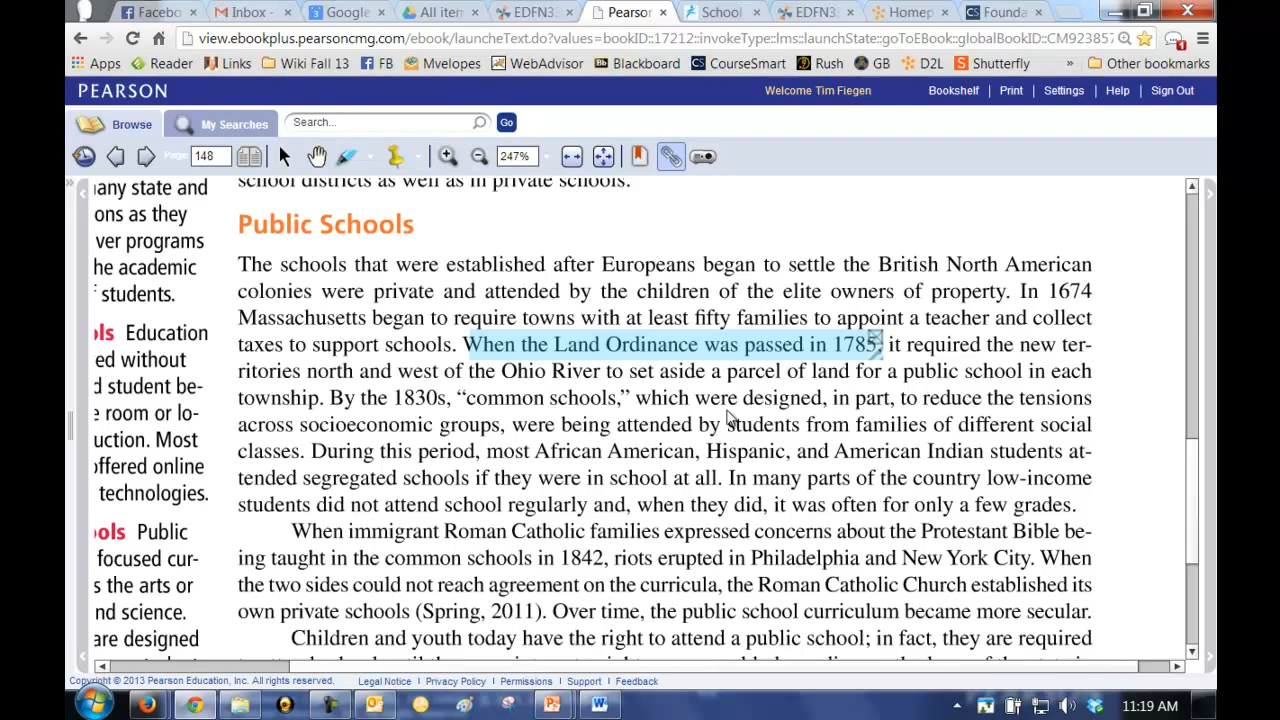 Facebo
Inbox -
Google
All item
EDFN3
Pearson
School
EDFN3
Homep
CS Founda
view.ebookplus.pearsoncmg.com/ebook/launcheText.do?values=bookID::17212::invokeType::lms::launchState::goToEBook::globalBookID::CM923857
Apps Reader Links Wiki Fall 13 FB Mvelopes WebAdvisor Bb Blackboard CS CourseSmart Rush GB D2L S Shutterfly » Other bookmarks
PEARSON Welcome Tim Fiegen Bookshelf | Print | Settings | Help | Sign Out
Browse My Searches Search... Go
Page 148 247%
any state and
ons as they
ver programs
he academic
f students.
ols Education
ed without
d student be-
e room or lo-
uction. Most
offered online
technologies.
ools Public
focused cur-
s the arts or
nd science.
are designed
school districts as well as in private schools.
Public Schools
The schools that were established after Europeans began to settle the British North American
colonies were private and attended by the children of the elite owners of property. In 1674
Massachusetts began to require towns with at least fifty families to appoint a teacher and collect
taxes to support schools. When the Land Ordinance was passed in 1785, it required the new ter-
ritories north and west of the Ohio River to set aside a parcel of land for a public school in each
township. By the 1830s, “common schools,” which were designed, in part, to reduce the tensions
across socioeconomic groups, were being attended by students from families of different social
classes. During this period, most African American, Hispanic, and American Indian students at-
tended segregated schools if they were in school at all. In many parts of the country low-income
students did not attend school regularly and, when they did, it was often for only a few grades.
When immigrant Roman Catholic families expressed concerns about the Protestant Bible be-
ing taught in the common schools in 1842, riots erupted in Philadelphia and New York City. When
the two sides could not reach agreement on the curricula, the Roman Catholic Church established its
own private schools (Spring, 2011). Over time, the public school curriculum became more secular.
Children and youth today have the right to attend a public school; in fact, they are required
Copyright © 2013 Pearson Education, Inc. All rights reserved. Legal Notice | Privacy Policy | Permissions | Support | Feedback
11:19 AM